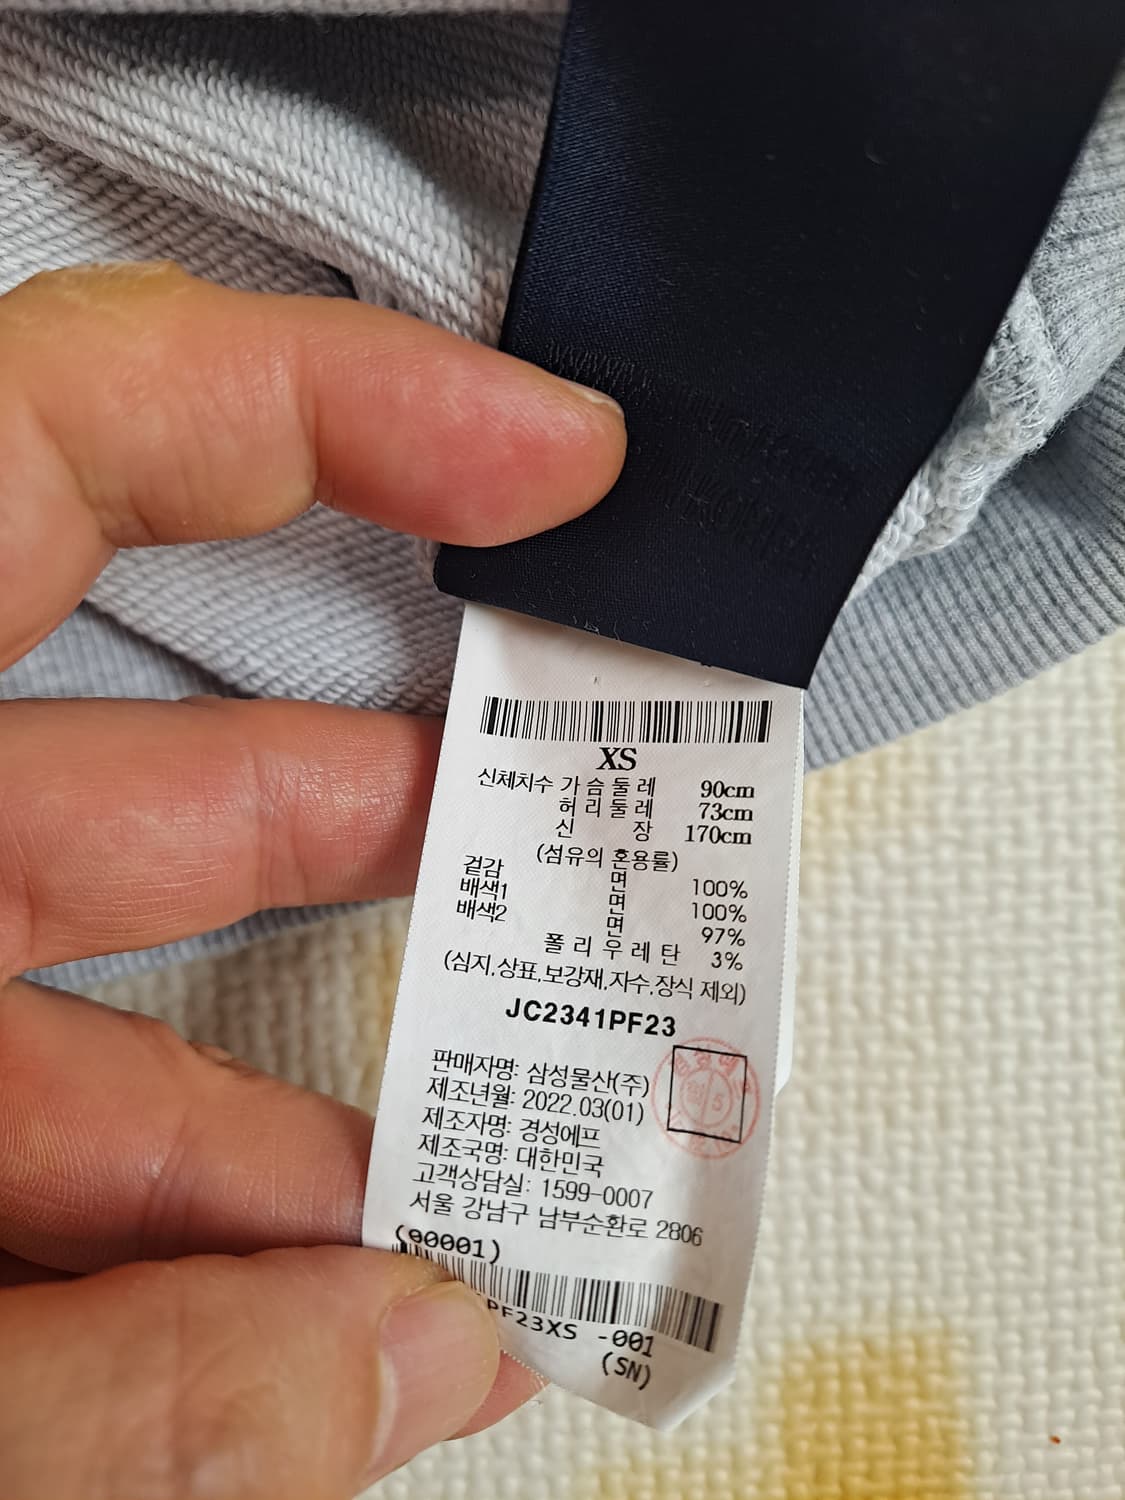 XS
신체치수 가슴둘레 90cm
허리둘레 73cm
신장 170cm
(섬유의 혼용률)
겉감 면 100%
배색1 면 100%
배색2 면 97%
폴리우레탄 3%
(심지,상표,보강재,자수,장식 제외)
JC2341PF23
판매자명: 삼성물산(주)
제조년월: 2022.03(01)
제조자명: 경성에프
제조국명: 대한민국
고객상담실: 1599-0007
서울 강남구 남부순환로 2806
(00001)
PF23XS -001
(SN)